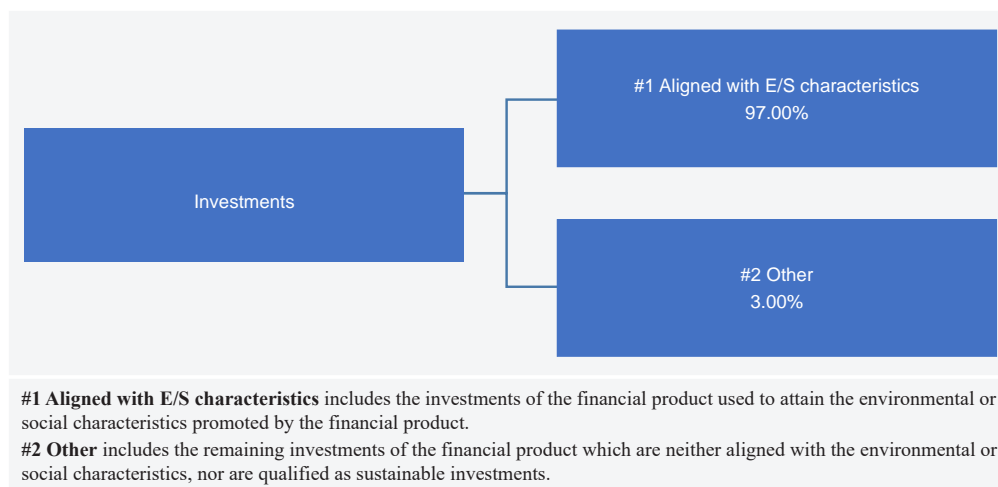 Investments
#1 Aligned with E/S characteristics
97.00%
#2 Other
3.00%
#1 Aligned with E/S characteristics includes the investments of the financial product used to attain the environmental or
social characteristics promoted by the financial product.
#2 Other includes the remaining investments of the financial product which are neither aligned with the environmental or
social characteristics, nor are qualified as sustainable investments.